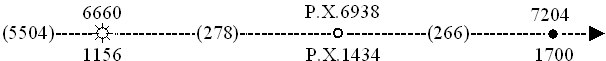 6660 P.X.6938 7204
(5504) (278) (266)
1156 P.X.1434 1700